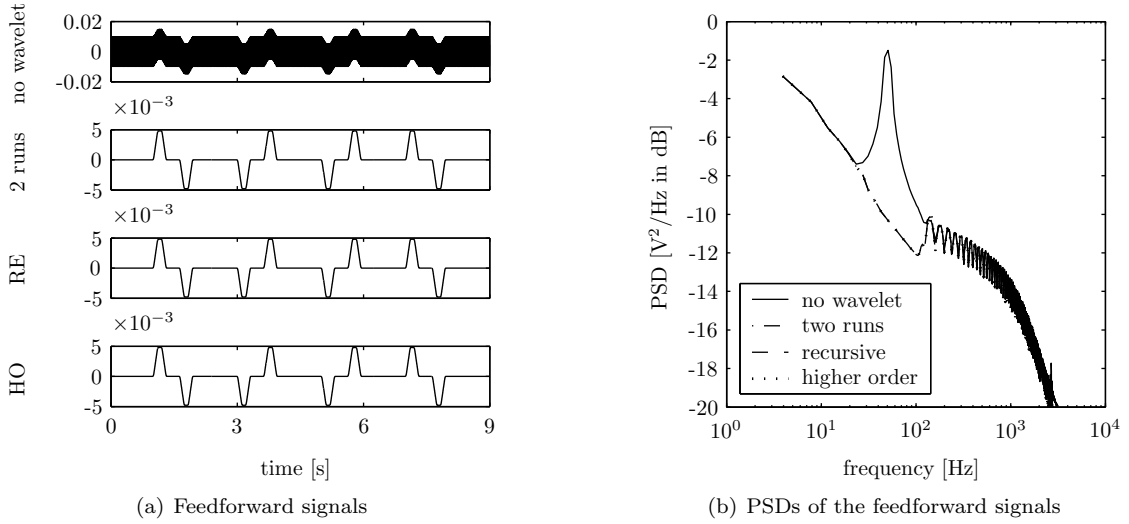 no wavelet
0.02
0
-0.02
×10⁻³
2 runs
5
0
-5
×10⁻³
RE
5
0
-5
×10⁻³
HO
5
0
-5
0 3 6 9
time [s]
(a) Feedforward signals
PSD [V²/Hz in dB]
0
-2
-4
-6
-8
-10
-12
-14
-16
-18
-20
no wavelet
two runs
recursive
higher order
10⁰ 10¹ 10² 10³ 10⁴
frequency [Hz]
(b) PSDs of the feedforward signals